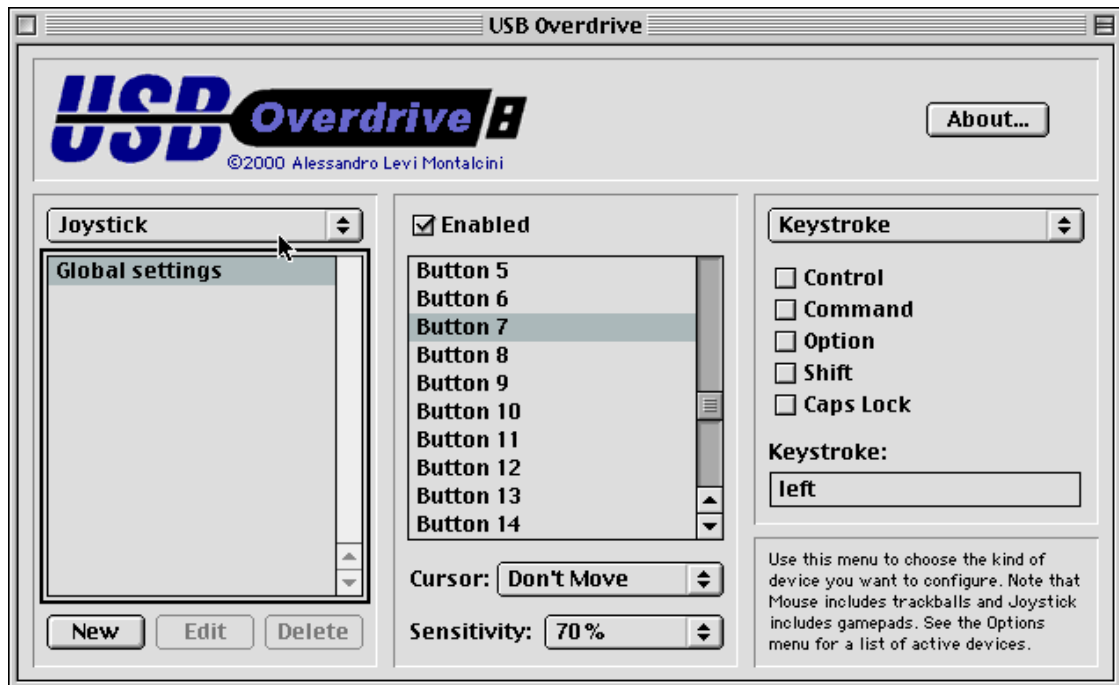 USB Overdrive
USB Overdrive
©2000 Alessandro Levi Montalcini
About...
Joystick
Global settings
New
Edit
Delete
Enabled
Button 5
Button 6
Button 7
Button 8
Button 9
Button 10
Button 11
Button 12
Button 13
Button 14
Cursor: Don't Move
Sensitivity: 70%
Keystroke
Control
Command
Option
Shift
Caps Lock
Keystroke:
left
Use this menu to choose the kind of
device you want to configure. Note that
Mouse includes trackballs and Joystick
includes gamepads. See the Options
menu for a list of active devices.